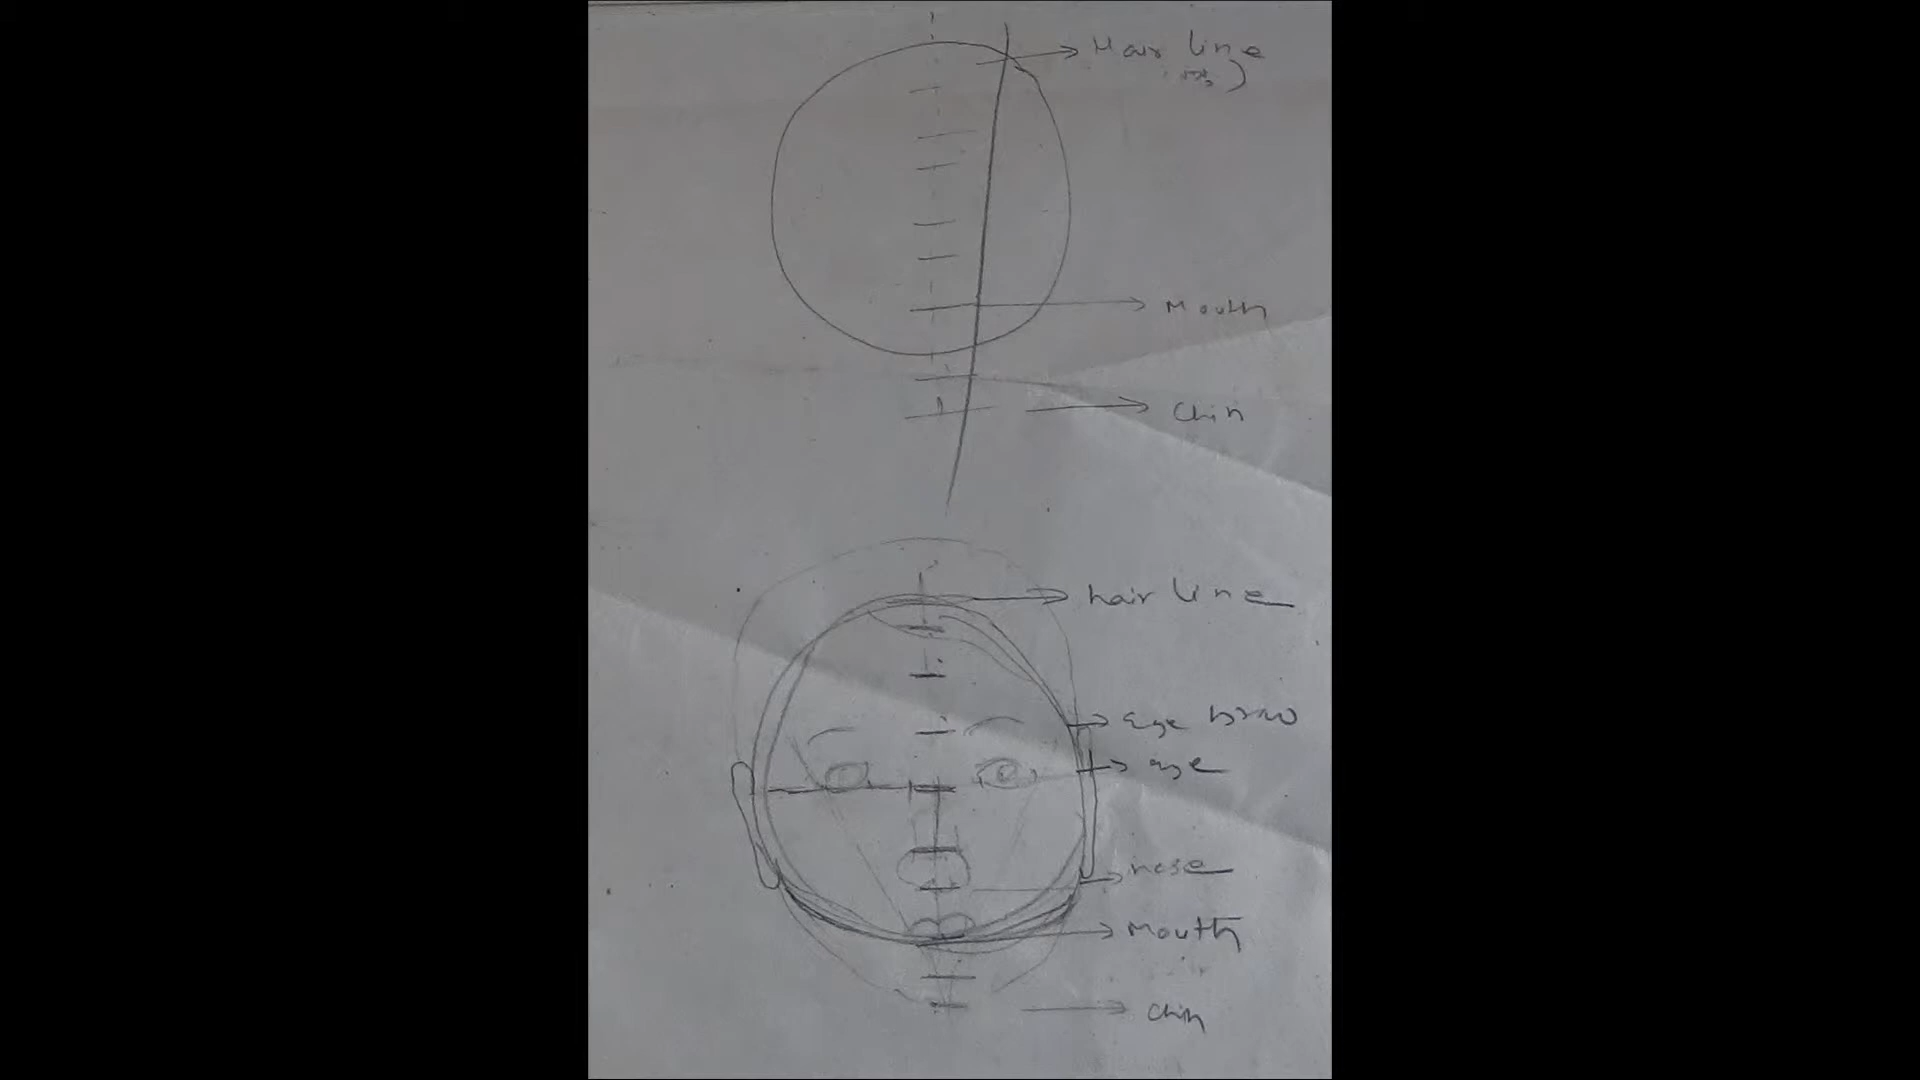 Hair line
Mouth
Chin
hair line
eye brow
eye
nose
Mouth
chin